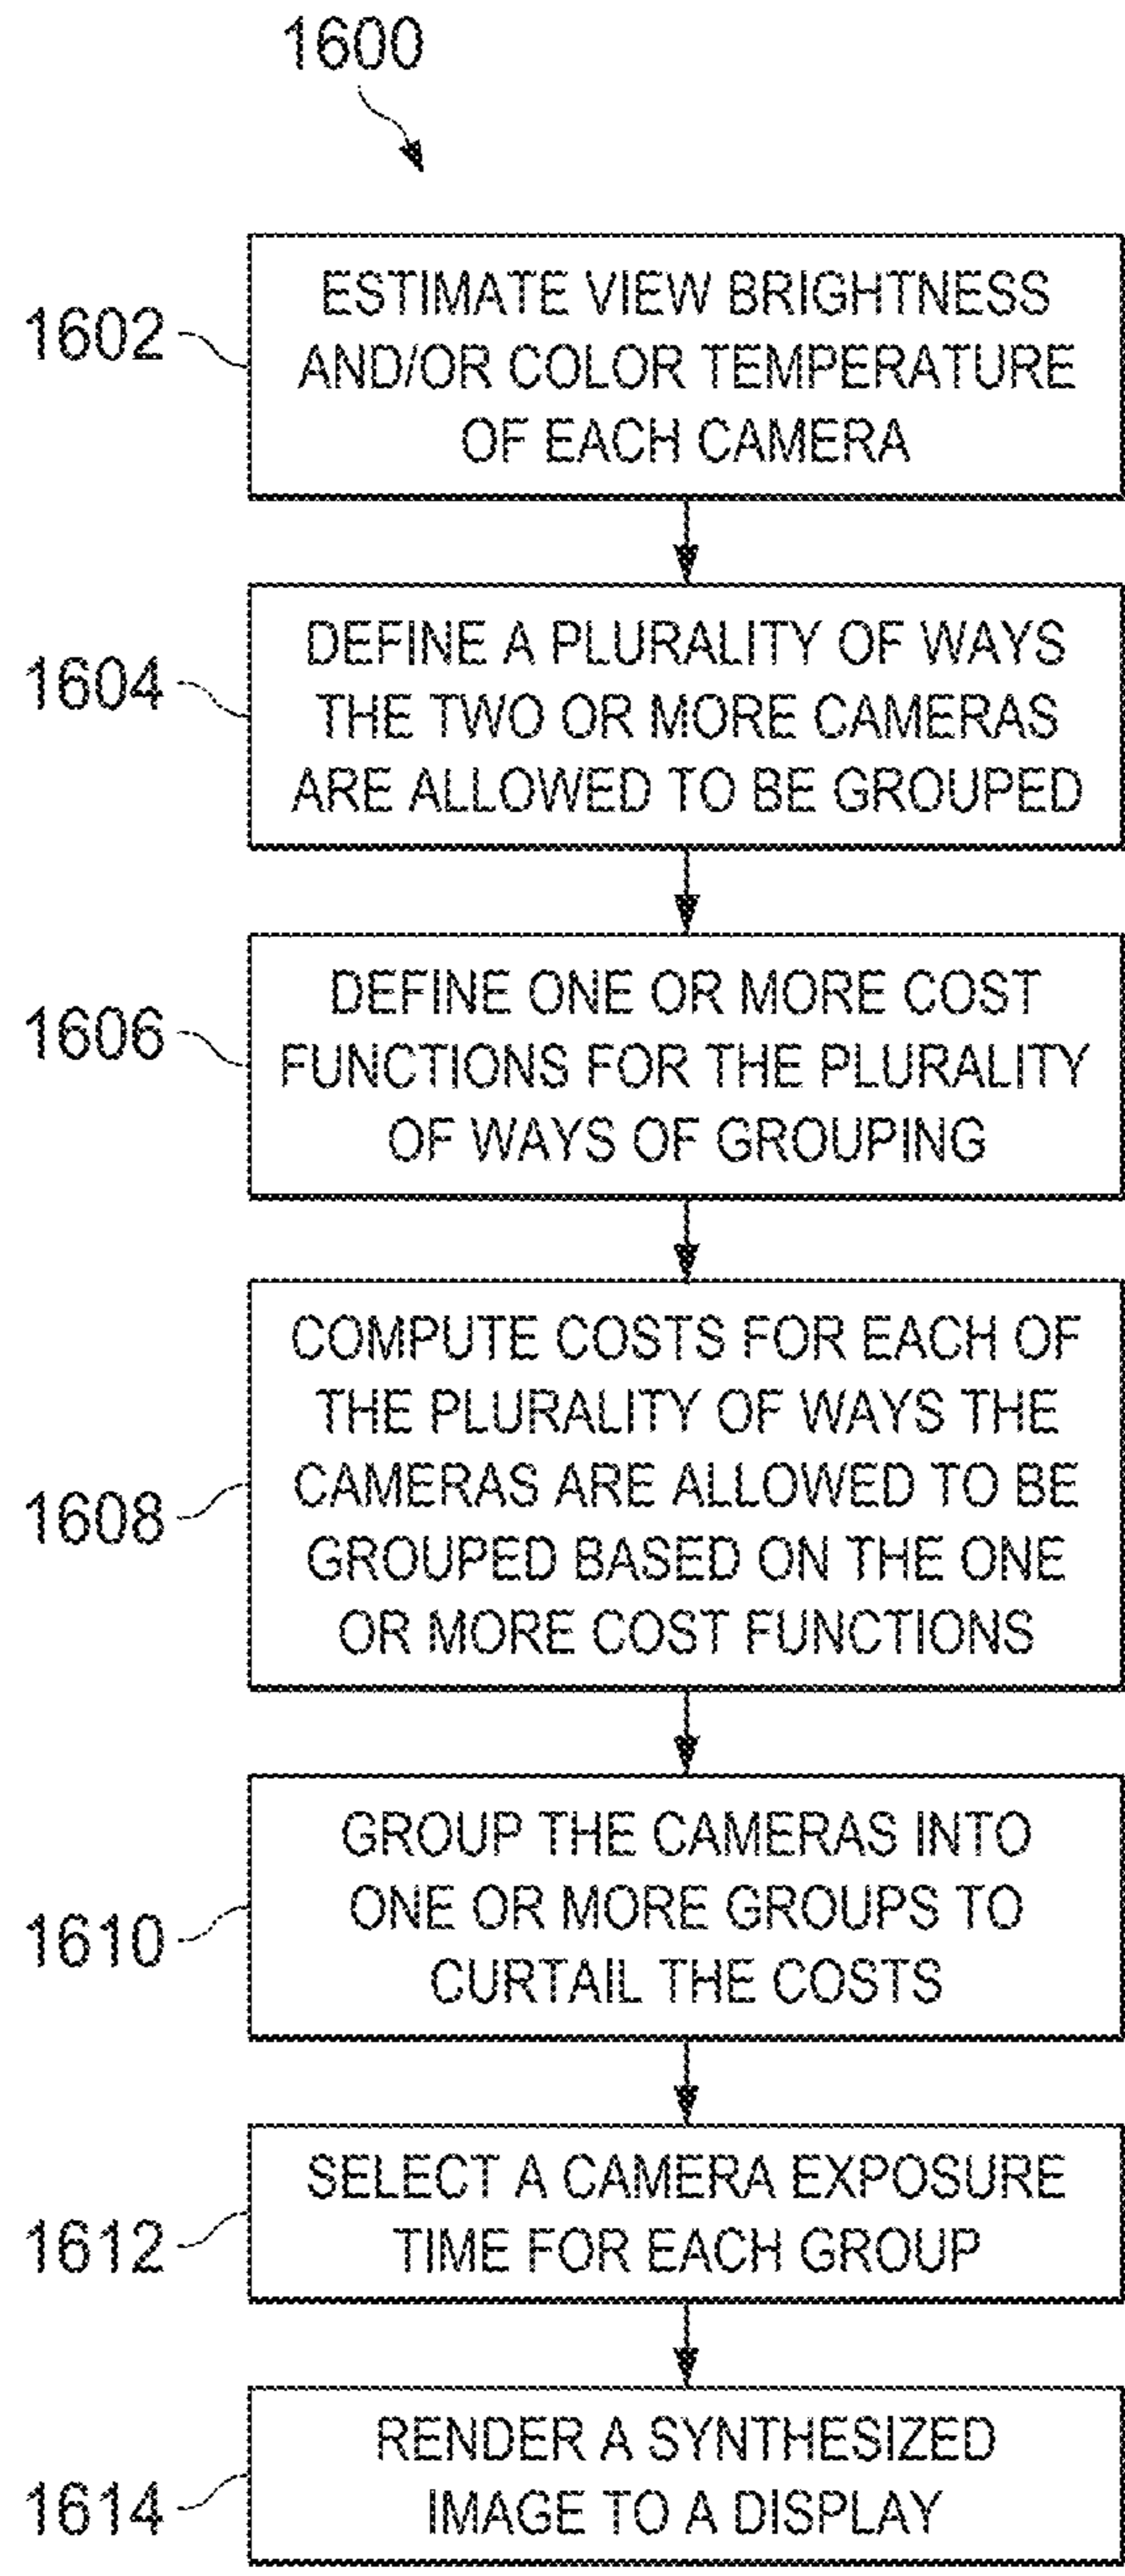 1600
1602
ESTIMATE VIEW BRIGHTNESS
AND/OR COLOR TEMPERATURE
OF EACH CAMERA
1604
DEFINE A PLURALITY OF WAYS
THE TWO OR MORE CAMERAS
ARE ALLOWED TO BE GROUPED
1606
DEFINE ONE OR MORE COST
FUNCTIONS FOR THE PLURALITY
OF WAYS OF GROUPING
1608
COMPUTE COSTS FOR EACH OF
THE PLURALITY OF WAYS THE
CAMERAS ARE ALLOWED TO BE
GROUPED BASED ON THE ONE
OR MORE COST FUNCTIONS
1610
GROUP THE CAMERAS INTO
ONE OR MORE GROUPS TO
CURTAIL THE COSTS
1612
SELECT A CAMERA EXPOSURE
TIME FOR EACH GROUP
1614
RENDER A SYNTHESIZED
IMAGE TO A DISPLAY